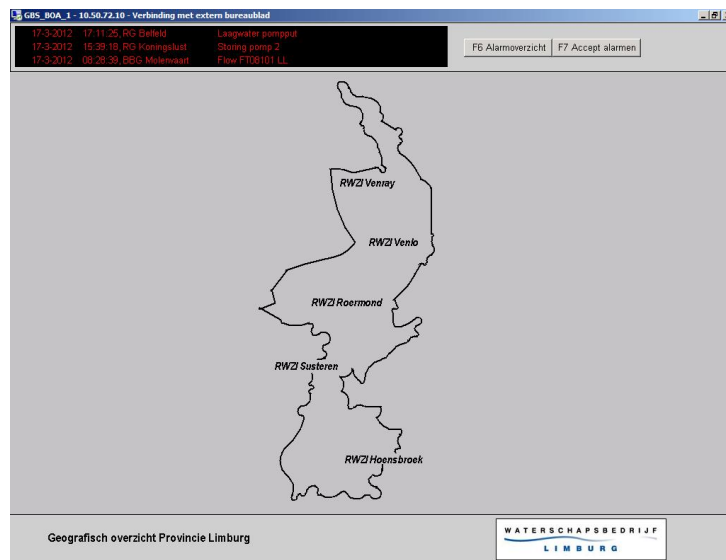 GBS_BOA_1 - 10.50.72.10 - Verbinding met extern bureaublad
17-3-2012 17:11:25, RG Belfeld Laagwater pompput
17-3-2012 15:39:18, RG Koningslust Storing pomp 2
17-3-2012 08:28:39, BBG Molenvaart Flow FT08101 LL
F6 Alarmoverzicht F7 Accept alarmen
RWZI Venray
RWZI Venlo
RWZI Roermond
RWZI Susteren
RWZI Hoensbroek
Geografisch overzicht Provincie Limburg
WATERSCHAPSBEDRIJF
LIMBURG